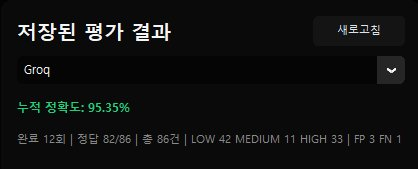 저장된 평가 결과
새로고침
Groq
누적 정확도: 95.35%
완료 12회 | 정답 82/86 | 총 86건 | LOW 42 MEDIUM 11 HIGH 33 | FP 3 FN 1